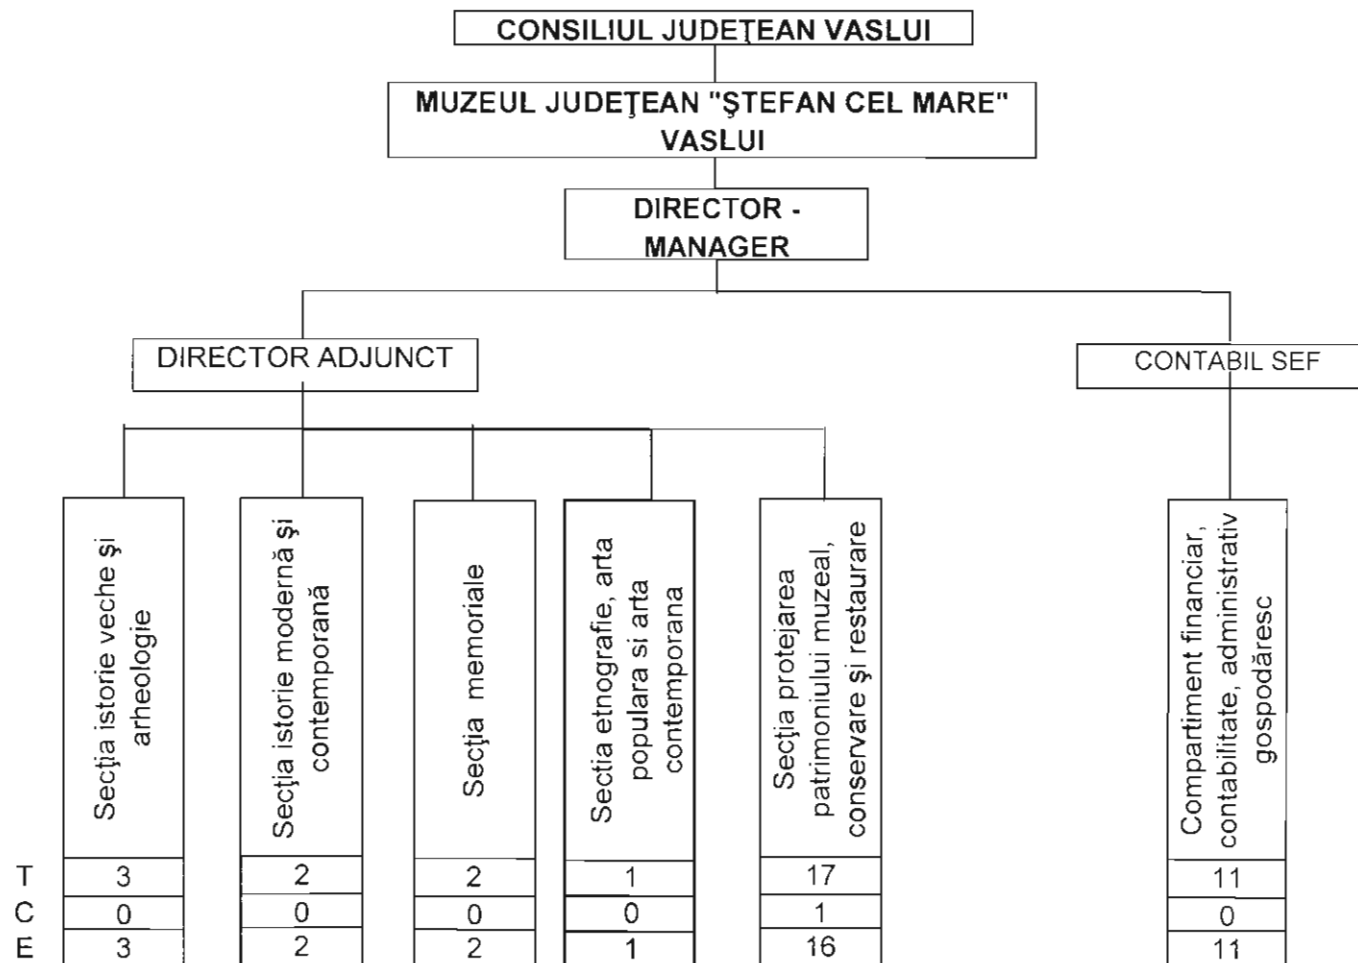 CONSILIUL JUDEŢEAN VASLUI
MUZEUL JUDEŢEAN "ŞTEFAN CEL MARE"
VASLUI
DIRECTOR -
MANAGER
DIRECTOR ADJUNCT
CONTABIL SEF
Secţia istorie veche şi
arheologie
Secţia istorie modernă şi
contemporană
Secţia memoriale
Sectia etnografie, arta
populara si arta
contemporana
Secţia protejarea
patrimoniului muzeal,
conservare şi restaurare
Compartiment financiar,
contabilitate, administrativ
gospodăresc
T 3 2 2 1 17 11
C 0 0 0 0 1 0
E 3 2 2 1 16 11